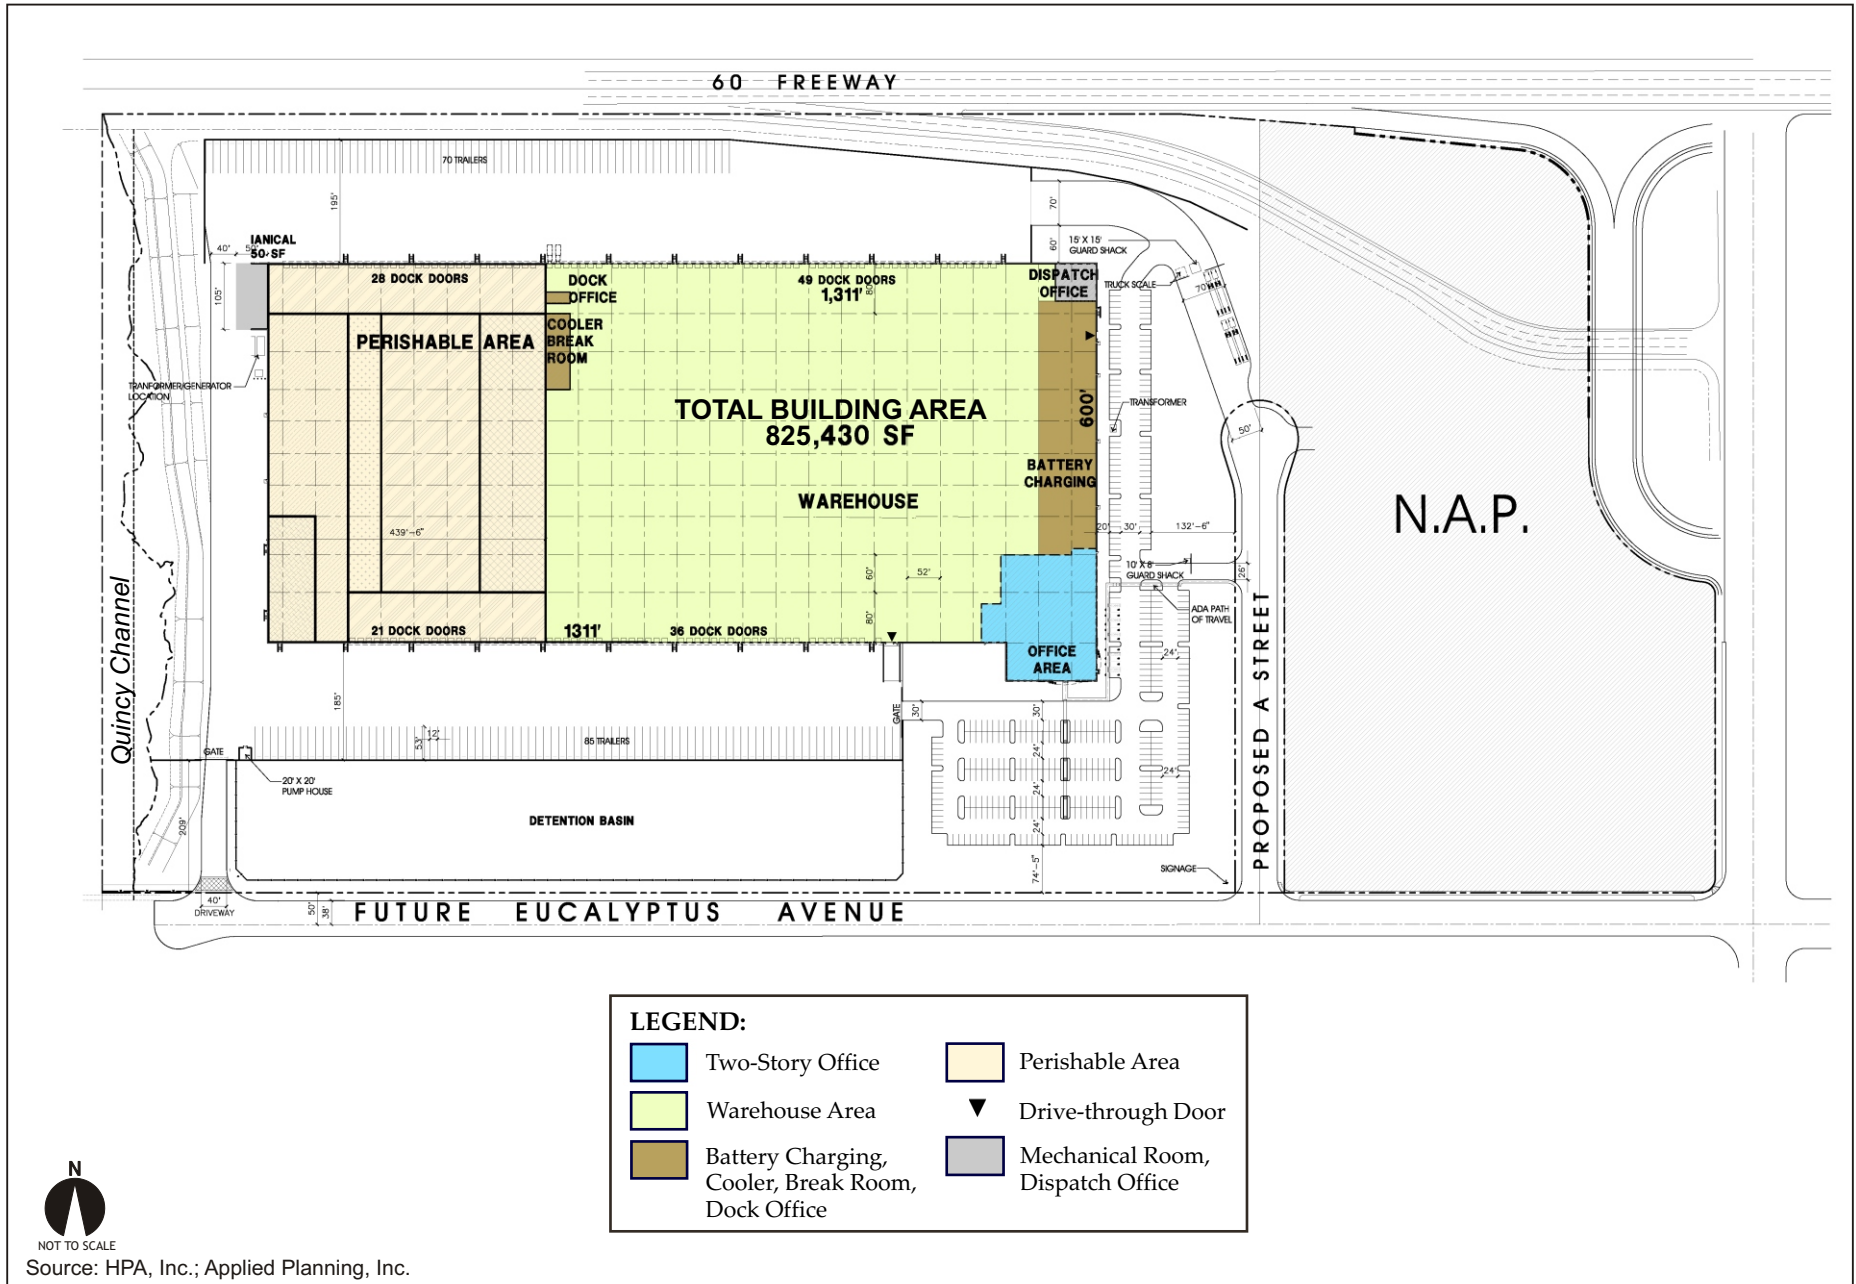 60 FREEWAY
70 TRAILERS
195'
70'
60'
40'
50'
IANICAL
50 SF
105'
28 DOCK DOORS
DOCK
OFFICE
49 DOCK DOORS
1,311'
80'
DISPATCH
OFFICE
15' X 15'
GUARD SHACK
TRUCK SCALE
70'
PERISHABLE AREA
COOLER
BREAK
ROOM
TRANFORMER/GENERATOR
LOCATION
TOTAL BUILDING AREA
825,430 SF
600'
TRANSFORMER
50'
BATTERY
CHARGING
WAREHOUSE
N.A.P.
439'-6"
20'
30'
132'-6"
52'
60'
80'
10' X 8'
GUARD SHACK
26'
ADA PATH
OF TRAVEL
21 DOCK DOORS
1311'
36 DOCK DOORS
OFFICE
AREA
24'
Quincy Channel
PROPOSED A STREET
185'
GATE
30'
30'
12'
53'
85 TRAILERS
GATE
24'
24'
24'
24'
20' X 20'
PUMP HOUSE
209'
DETENTION BASIN
74'-5"
SIGNAGE
40'
DRIVEWAY
50'
38'
FUTURE EUCALYPTUS AVENUE
LEGEND:
Two-Story Office
Perishable Area
Warehouse Area
Drive-through Door
Battery Charging,
Cooler, Break Room,
Dock Office
Mechanical Room,
Dispatch Office
N
NOT TO SCALE
Source: HPA, Inc.; Applied Planning, Inc.